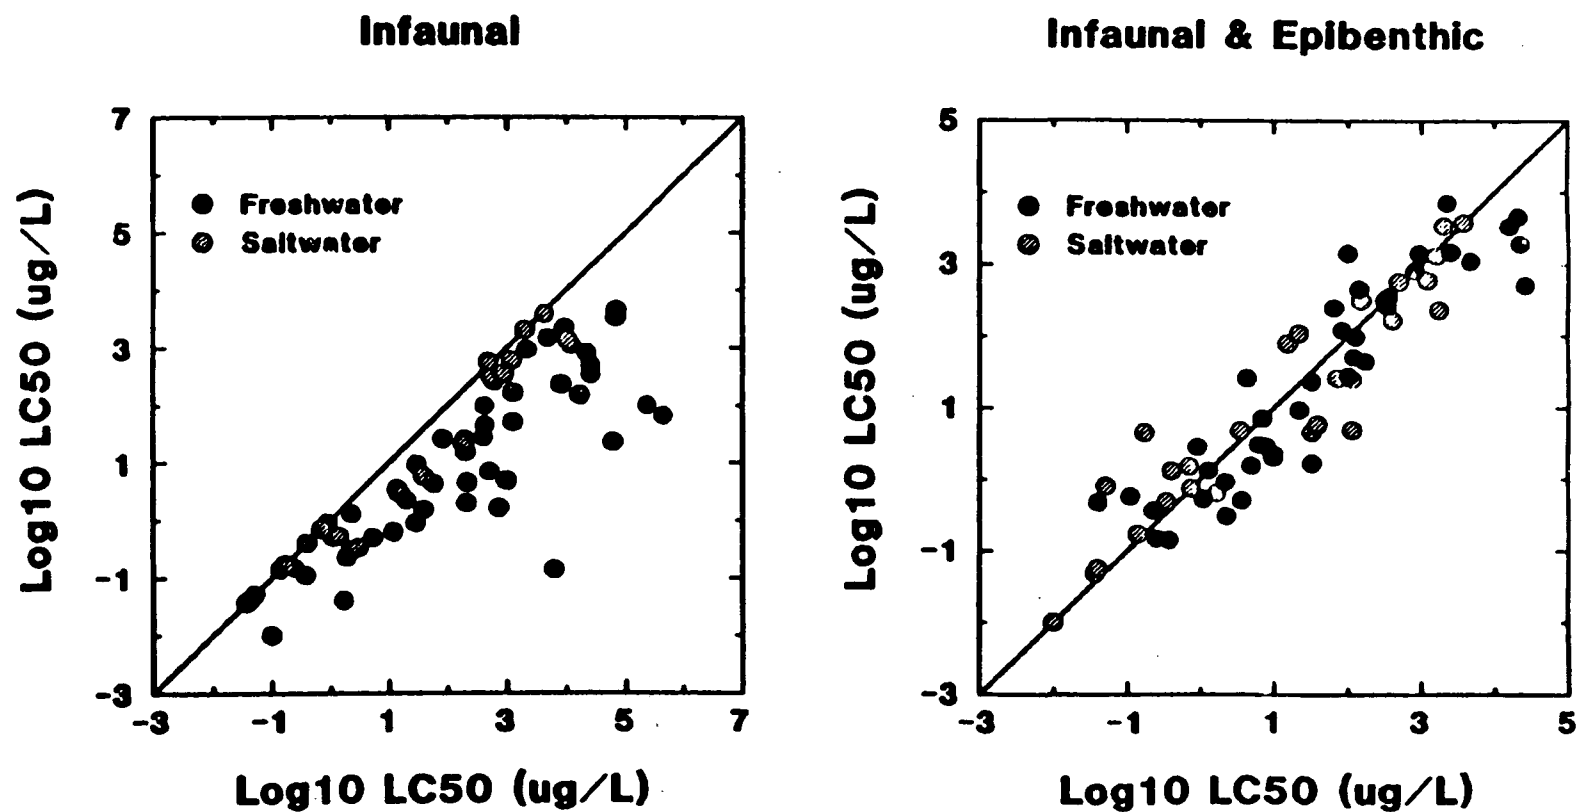 Infaunal
Infaunal & Epibenthic
7
5
3
1
-1
-3
Log10 LC50 (ug/L)
Freshwater
Saltwater
-3
-1
1
3
5
7
Log10 LC50 (ug/L)
5
3
1
-1
-3
Log10 LC50 (ug/L)
Freshwater
Saltwater
-3
-1
1
3
5
Log10 LC50 (ug/L)